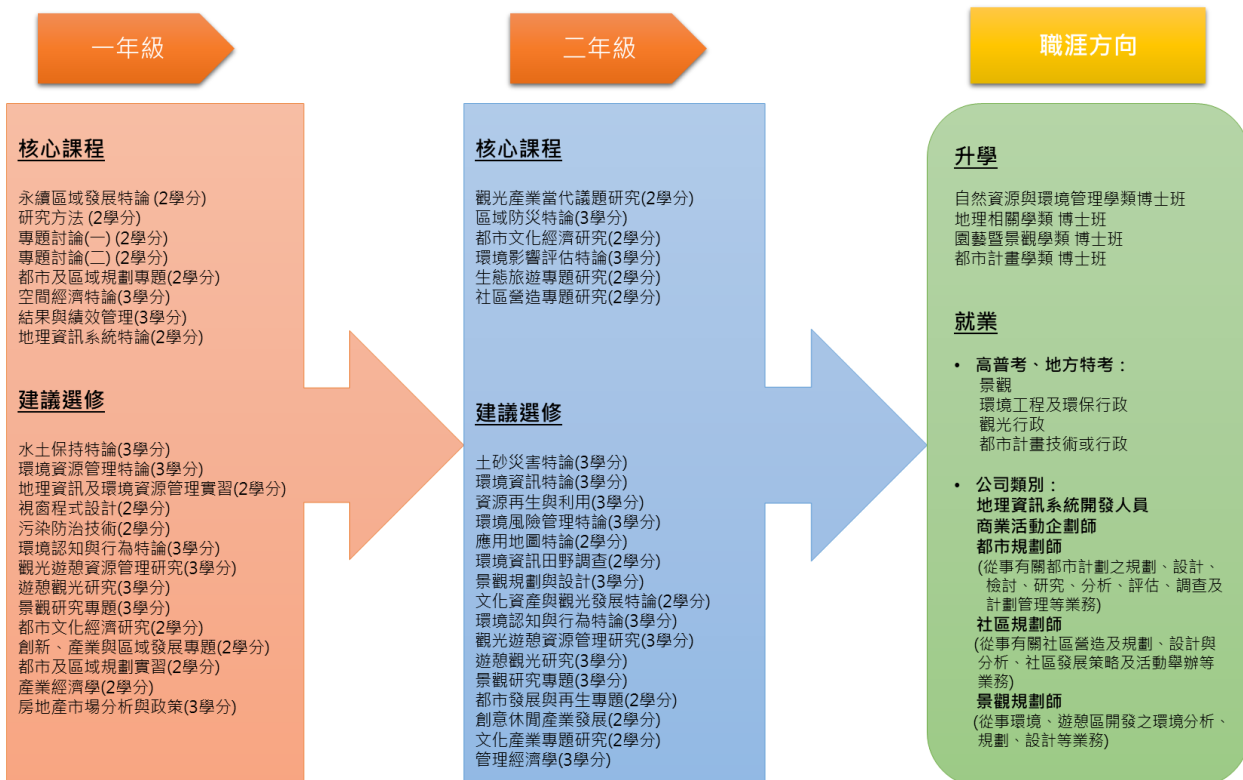 一年級
核心課程
永續區域發展特論 (2學分)
研究方法 (2學分)
專題討論(一) (2學分)
專題討論(二) (2學分)
都市及區域規劃專題(2學分)
空間經濟特論(3學分)
結果與績效管理(3學分)
地理資訊系統特論(2學分)
建議選修
水土保持特論(3學分)
環境資源管理特論(3學分)
地理資訊及環境資源管理實習(2學分)
視窗程式設計(2學分)
污染防治技術(2學分)
環境認知與行為特論(3學分)
觀光遊憩資源管理研究(3學分)
遊憩觀光研究(3學分)
景觀研究專題(3學分)
都市文化經濟研究(2學分)
創新、產業與區域發展專題(2學分)
都市及區域規劃實習(2學分)
產業經濟學(2學分)
房地產市場分析與政策(3學分)
二年級
核心課程
觀光產業當代議題研究(2學分)
區域防災特論(3學分)
都市文化經濟研究(2學分)
環境影響評估特論(3學分)
生態旅遊專題研究(2學分)
社區營造專題研究(2學分)
建議選修
土砂災害特論(3學分)
環境資訊特論(3學分)
資源再生與利用(3學分)
環境風險管理特論(3學分)
應用地圖特論(2學分)
環境資訊田野調查(2學分)
景觀規劃與設計(3學分)
文化資產與觀光發展特論(2學分)
環境認知與行為特論(3學分)
觀光遊憩資源管理研究(3學分)
遊憩觀光研究(3學分)
景觀研究專題(3學分)
都市發展與再生專題(2學分)
創意休閒產業發展(2學分)
文化產業專題研究(2學分)
管理經濟學(3學分)
職涯方向
升學
自然資源與環境管理學類博士班
地理相關學類 博士班
園藝暨景觀學類 博士班
都市計畫學類 博士班
就業
• 高普考、地方特考：
景觀
環境工程及環保行政
觀光行政
都市計畫技術或行政
• 公司類別：
地理資訊系統開發人員
商業活動企劃師
都市規劃師
(從事有關都市計劃之規劃、設計、
檢討、研究、分析、評估、調查及
計劃管理等業務)
社區規劃師
(從事有關社區營造及規劃、設計與
分析、社區發展策略及活動舉辦等
業務)
景觀規劃師
(從事環境、遊憩區開發之環境分析、
規劃、設計等業務)